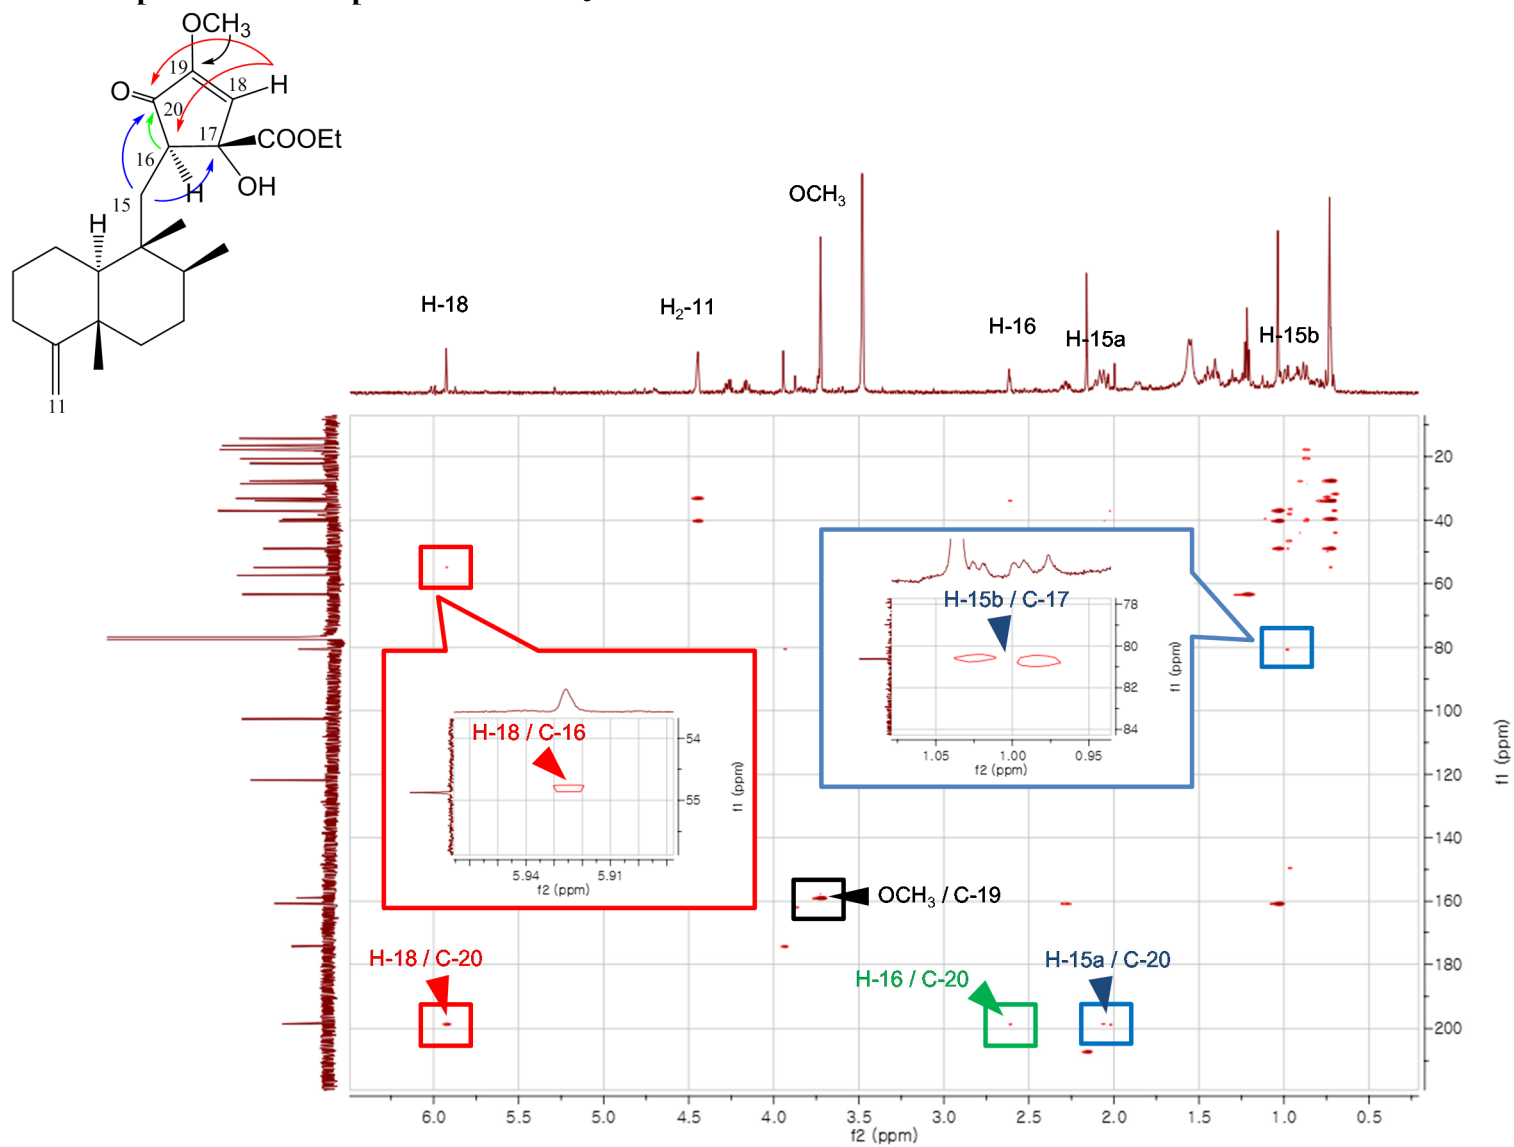 OCH3
19
18
H
O
20
17
COOEt
16
H
OH
15
H
11
OCH3
H-18
H2-11
H-16
H-15a
H-15b
20
40
60
80
100
120
140
160
180
200
f1 (ppm)
H-15b / C-17
78
80
82
84
f1 (ppm)
1.05 1.00 0.95
f2 (ppm)
H-18 / C-16
54
55
f1 (ppm)
5.94 5.91
f2 (ppm)
OCH3 / C-19
H-18 / C-20
H-16 / C-20
H-15a / C-20
6.0 5.5 5.0 4.5 4.0 3.5 3.0 2.5 2.0 1.5 1.0 0.5
f2 (ppm)